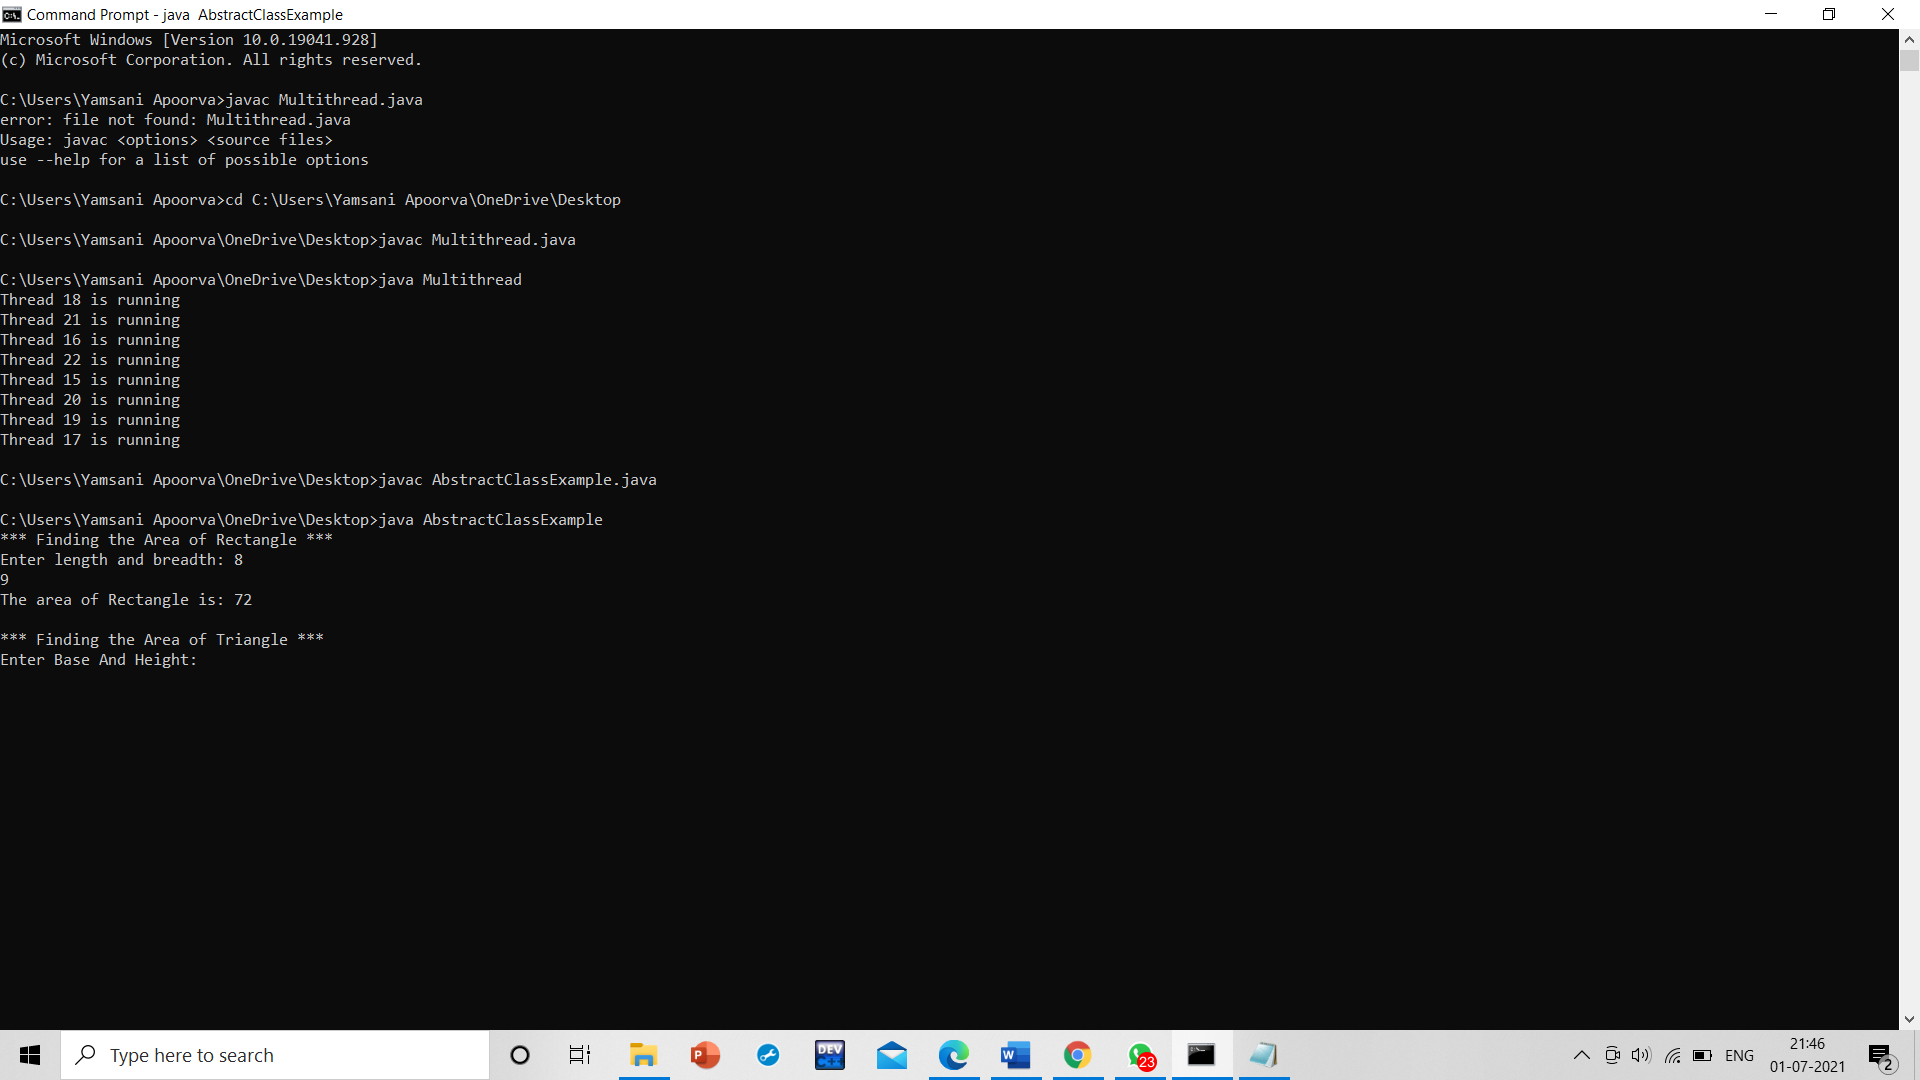 Command Prompt - java  AbstractClassExample
Microsoft Windows [Version 10.0.19041.928]
(c) Microsoft Corporation. All rights reserved.
C:\Users\Yamsani Apoorva>javac Multithread.java
error: file not found: Multithread.java
Usage: javac <options> <source files>
use --help for a list of possible options
C:\Users\Yamsani Apoorva>cd C:\Users\Yamsani Apoorva\OneDrive\Desktop
C:\Users\Yamsani Apoorva\OneDrive\Desktop>javac Multithread.java
C:\Users\Yamsani Apoorva\OneDrive\Desktop>java Multithread
Thread 18 is running
Thread 21 is running
Thread 16 is running
Thread 22 is running
Thread 15 is running
Thread 20 is running
Thread 19 is running
Thread 17 is running
C:\Users\Yamsani Apoorva\OneDrive\Desktop>javac AbstractClassExample.java
C:\Users\Yamsani Apoorva\OneDrive\Desktop>java AbstractClassExample
*** Finding the Area of Rectangle ***
Enter length and breadth: 8
9
The area of Rectangle is: 72
*** Finding the Area of Triangle ***
Enter Base And Height:
Type here to search
P
DEV
C++
W
23
ENG
21:46
01-07-2021
2